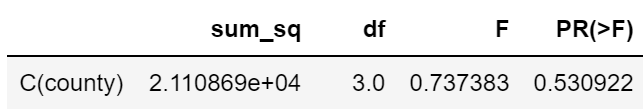 sum_sq df F PR(>F)
C(county) 2.110869e+04 3.0 0.737383 0.530922